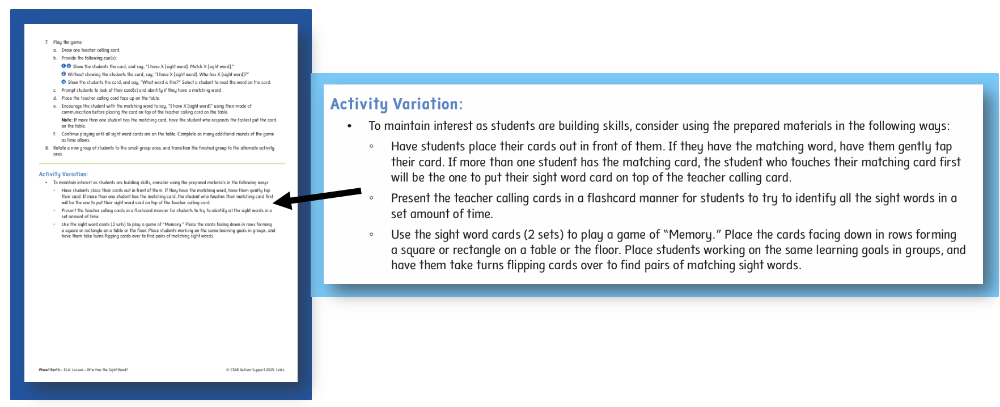 7. Play the game:
a. Draw one teacher calling card.
b. Provide the following cue(s):
1 2 Show the students the card, and say, "I have X [sight word]. Match X [sight word]."
3 Without showing the students the card, say, "I have X [sight word]. Who has X [sight word]?"
4 Show the students the card, and say, "What word is this?" Select a student to read the word on the card.
c. Prompt students to look at their card(s) and identify if they have a matching word.
d. Place the teacher calling card face up on the table.
e. Encourage the student with the matching word to say, "I have X [sight word]" using their mode of
communication before placing the card on top of the teacher calling card on the table.
Note: If more than one student has the matching card, have the student who responds the fastest put the card
on the table.
f. Continue playing until all sight word cards are on the table. Complete as many additional rounds of the game
as time allows.
8. Rotate a new group of students to the small group area, and transition the finished group to the alternate activity
area.
Activity Variation:
• To maintain interest as students are building skills, consider using the prepared materials in the following ways:
◦ Have students place their cards out in front of them. If they have the matching word, have them gently tap
their card. If more than one student has the matching card, the student who touches their matching card first
will be the one to put their sight word card on top of the teacher calling card.
◦ Present the teacher calling cards in a flashcard manner for students to try to identify all the sight words in a
set amount of time.
◦ Use the sight word cards (2 sets) to play a game of "Memory." Place the cards facing down in rows forming
a square or rectangle on a table or the floor. Place students working on the same learning goals in groups, and
have them take turns flipping cards over to find pairs of matching sight words.
Planet Earth – ELA: Lesson – Who Has the Sight Word?
© STAR Autism Support 2025. Links
Activity Variation:
• To maintain interest as students are building skills, consider using the prepared materials in the following ways:
◦ Have students place their cards out in front of them. If they have the matching word, have them gently tap
their card. If more than one student has the matching card, the student who touches their matching card first
will be the one to put their sight word card on top of the teacher calling card.
◦ Present the teacher calling cards in a flashcard manner for students to try to identify all the sight words in a
set amount of time.
◦ Use the sight word cards (2 sets) to play a game of “Memory.” Place the cards facing down in rows forming
a square or rectangle on a table or the floor. Place students working on the same learning goals in groups, and
have them take turns flipping cards over to find pairs of matching sight words.